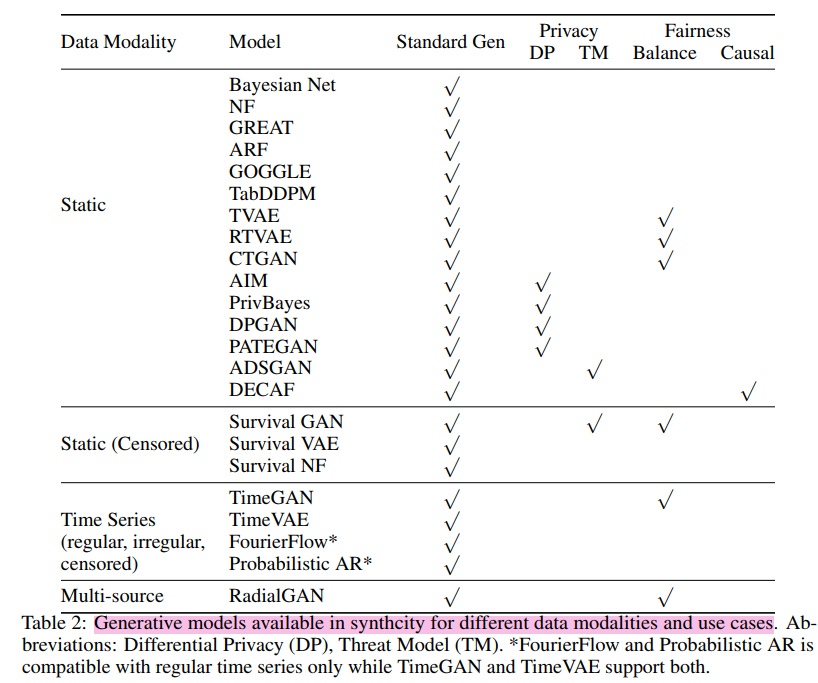 Privacy Fairness
Data Modality Model Standard Gen DP TM Balance Causal
Bayesian Net √
NF √
GREAT √
ARF √
GOGGLE √
TabDDPM √
Static
TVAE √ √
RTVAE √ √
CTGAN √ √
AIM √ √
PrivBayes √ √
DPGAN √ √
PATEGAN √ √
ADSGAN √ √
DECAF √ √
Survival GAN √ √ √
Static (Censored) Survival VAE √
Survival NF √
TimeGAN √ √
Time Series TimeVAE √
(regular, irregular, FourierFlow* √
censored) Probabilistic AR* √
Multi-source RadialGAN √ √
Table 2: Generative models available in synthcity for different data modalities and use cases. Ab-
breviations: Differential Privacy (DP), Threat Model (TM). *FourierFlow and Probabilistic AR is
compatible with regular time series only while TimeGAN and TimeVAE support both.